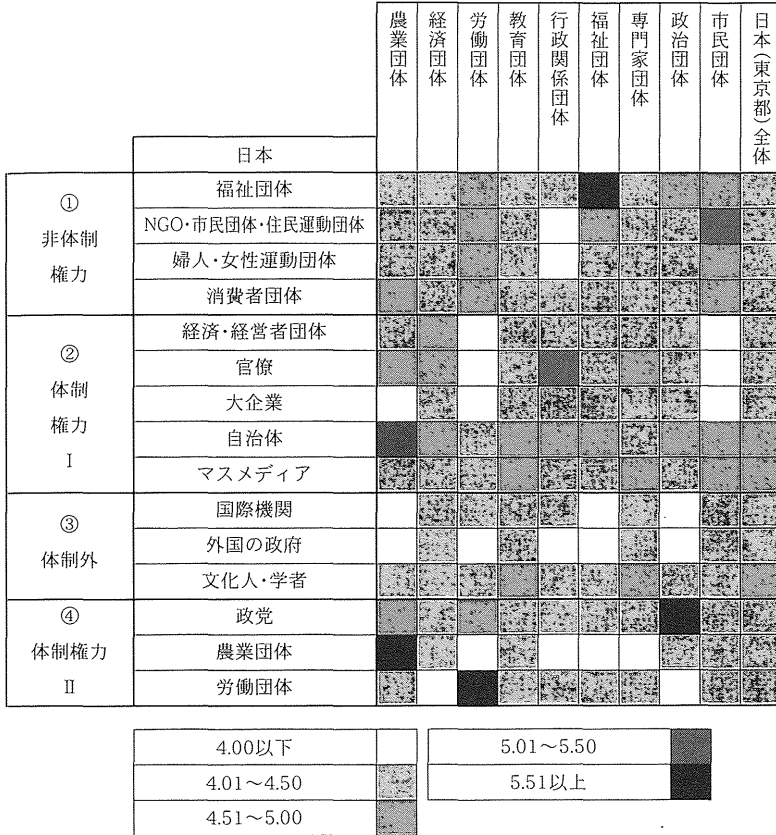 農業団体
経済団体
労働団体
教育団体
行政関係団体
福祉団体
専門家団体
政治団体
市民団体
日本(東京都)全体
日本
①
非体制
権力
福祉団体
NGO・市民団体・住民運動団体
婦人・女性運動団体
消費者団体
②
体制
権力
I
経済・経営者団体
官僚
大企業
自治体
マスメディア
③
体制外
国際機関
外国の政府
文化人・学者
④
体制権力
II
政党
農業団体
労働団体
4.00以下
4.01〜4.50
4.51〜5.00
5.01〜5.50
5.51以上